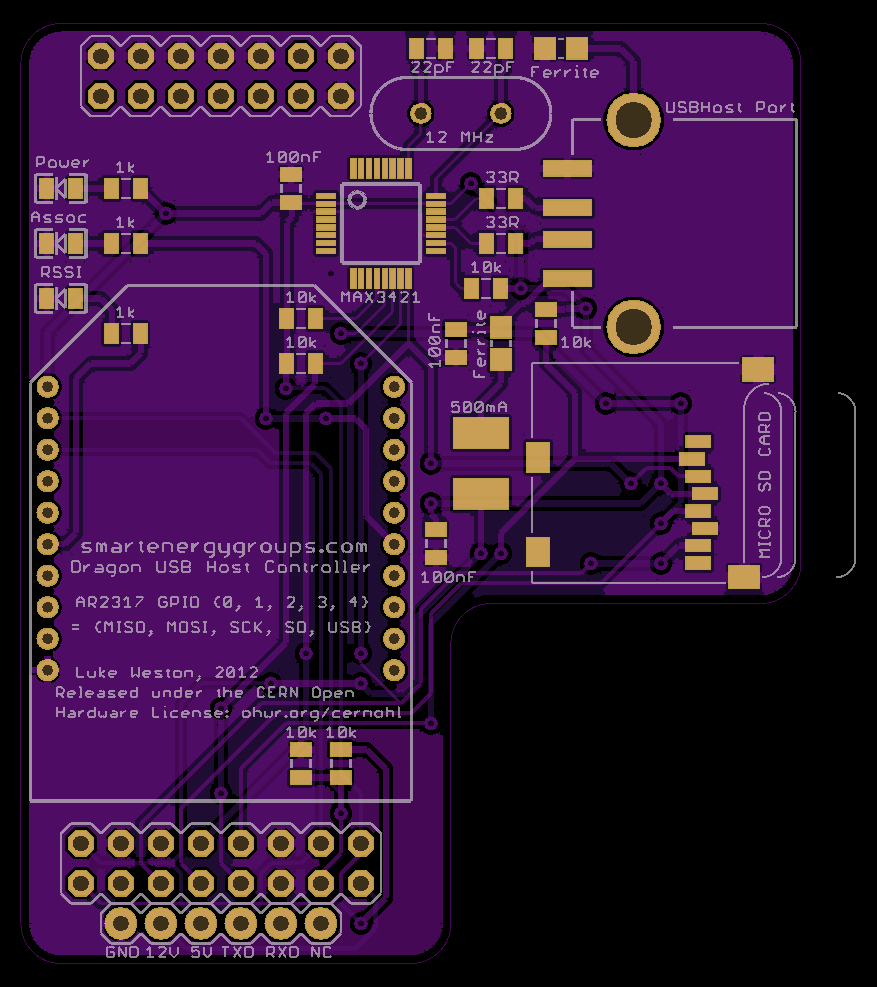 22pF 22pF Ferrite
USBHost Port
12 MHz
Power 1k 100nF
33R
Assoc 1k 33R
RSSI 10k
1k 10k MAX3421
10k 100nF Ferrite 10k
500mA
MICRO SD CARD
smartenergygroups.com
Dragon USB Host Controller
100nF
AR2317 GPIO (0, 1, 2, 3, 4)
= (MISO, MOSI, SCK, SO, USB)
Luke Weston, 2012
Released under the CERN Open
Hardware License: ohwr.org/cernohl
10k 10k
GND 12V 5V TXD RXD NC